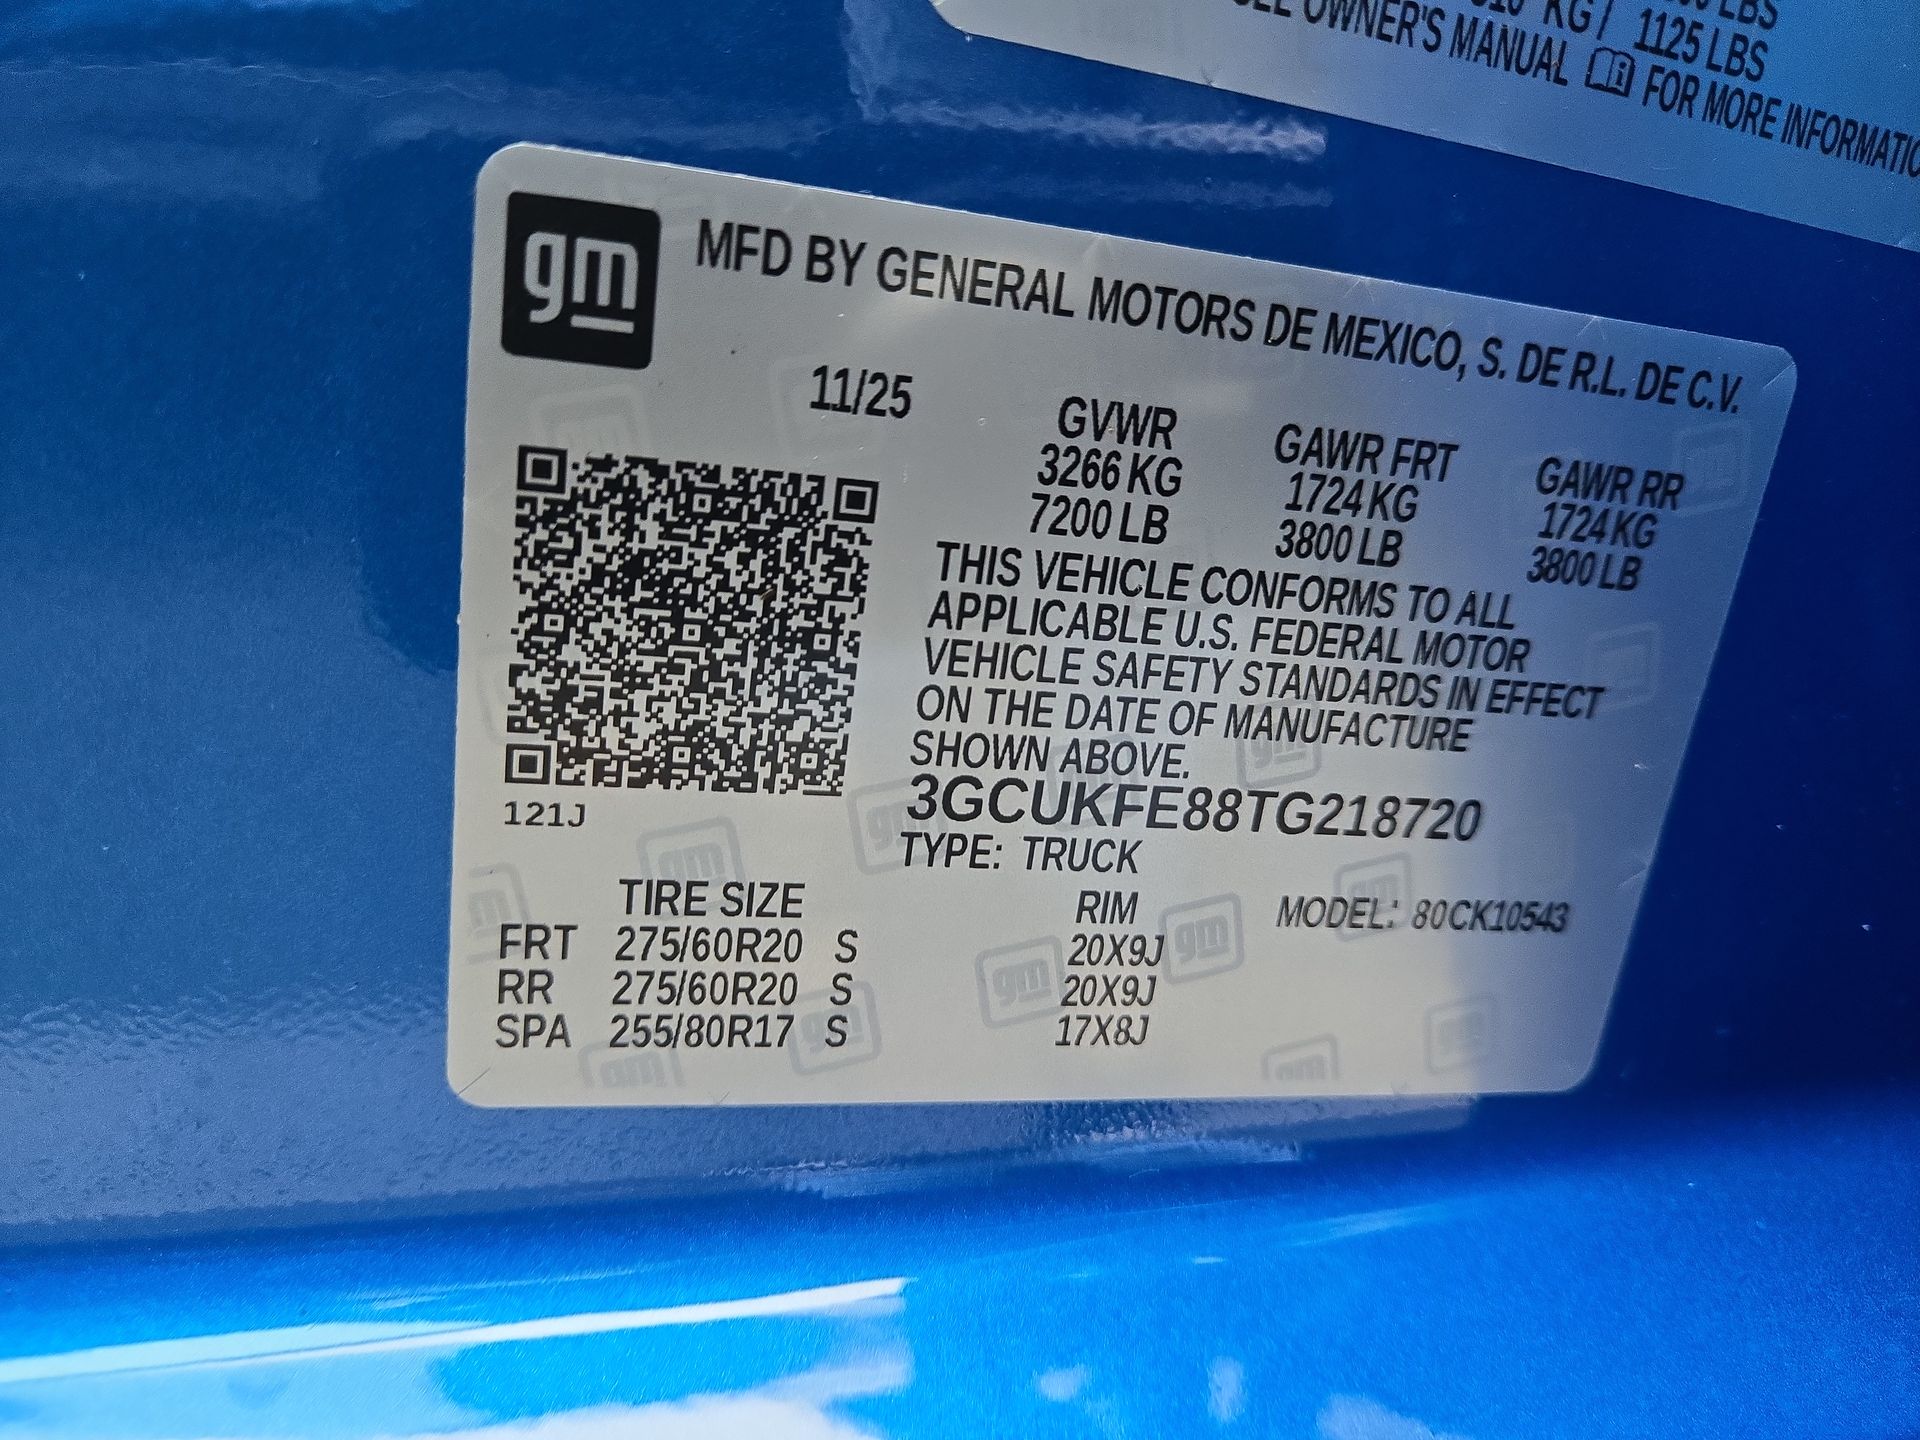 KG / 1125 LBS
OWNER'S MANUAL FOR MORE
gm
MFD BY GENERAL MOTORS DE MEXICO, S. DE R.L. DE C.V.
11/25
GVWR GAWR FRT GAWR RR
3266 KG 1724 KG 1724 KG
7200 LB 3800 LB 3800 LB
THIS VEHICLE CONFORMS TO ALL
APPLICABLE U.S. FEDERAL MOTOR
VEHICLE SAFETY STANDARDS IN EFFECT
ON THE DATE OF MANUFACTURE
SHOWN ABOVE.
3GCUKFE88TG218720
121J
TYPE: TRUCK
TIRE SIZE RIM MODEL: 80CK10543
FRT 275/60R20 S 20X9J
RR 275/60R20 S 20X9J
SPA 255/80R17 S 17X8J